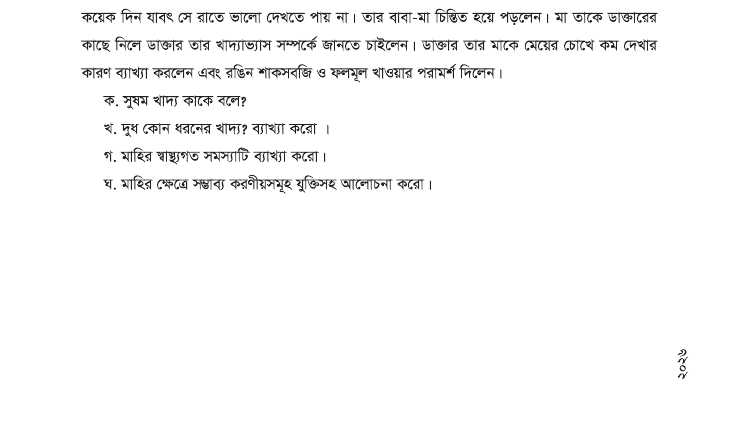 কয়েক দিন যাবৎ সে রাতে ভালো দেখতে পায় না। তার বাবা-মা চিন্তিত হয়ে পড়লেন। মা তাকে ডাক্তারের
কাছে নিলে ডাক্তার তার খাদ্যাভ্যাস সম্পর্কে জানতে চাইলেন। ডাক্তার তার মাকে মেয়ের চোখে কম দেখার
কারণ ব্যাখ্যা করলেন এবং রঙিন শাকসবজি ও ফলমূল খাওয়ার পরামর্শ দিলেন।
ক. সুষম খাদ্য কাকে বলে?
খ. দুধ কোন ধরনের খাদ্য? ব্যাখ্যা করো ।
গ. মাহির স্বাস্থ্যগত সমস্যাটি ব্যাখ্যা করো।
ঘ. মাহির ক্ষেত্রে সম্ভাব্য করণীয়সমূহ যুক্তিসহ আলোচনা করো।
২০২৬